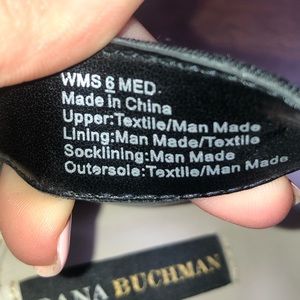 WMS 6 MED.
Made in China
Upper:Textile/Man Made
Lining:Man Made/Textile
Socklining:Man Made
Outersole:Textile/Man Made
DANA BUCHMAN